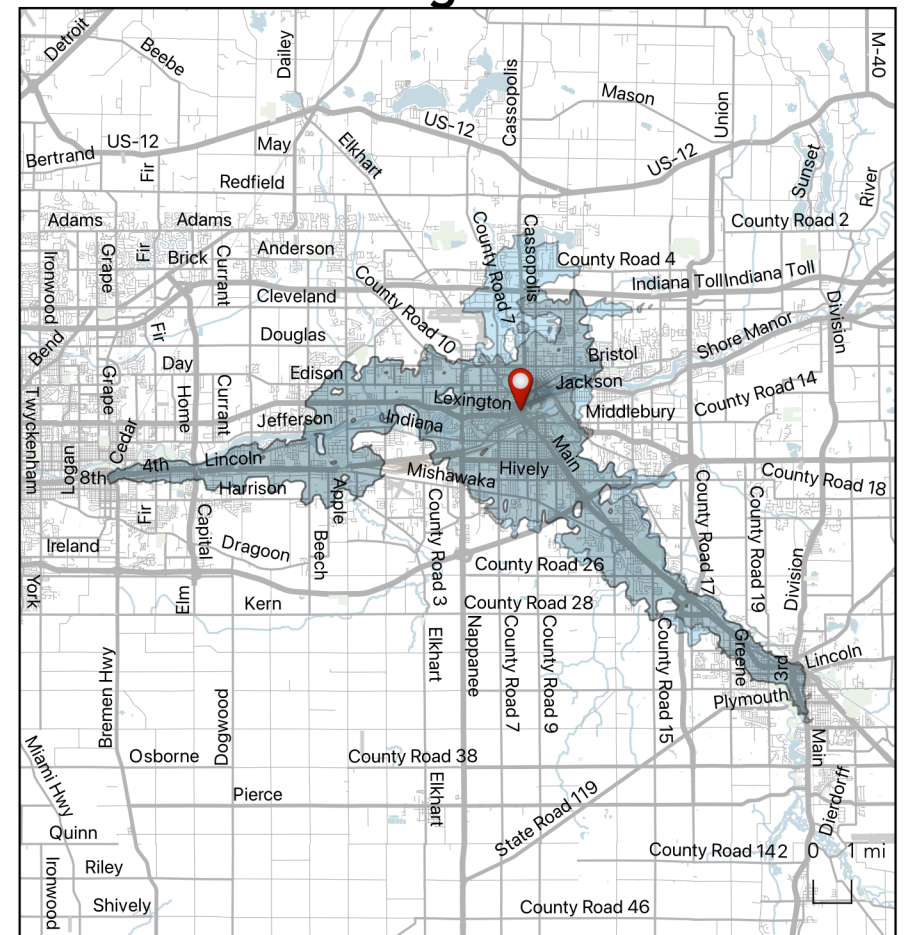 Detroit
Beebe
Dailey
Cassopolis
Mason
Union
M-40
US-12
US-12
US-12
Bertrand
Fir
May
Elkhart
Redfield
Sunset
River
Adams
Adams
County Road 2
Ironwood
Grape
Fir
Brick
Currant
Anderson
County Road 7
Cassopolis
County Road 4
Indiana Toll
Indiana Toll
Cleveland
County Road 10
Division
Bend
Fir
Douglas
Shore Manor
Day
Edison
Bristol
Jackson
Twyckenham
Grape
Home
Currant
Lexington
Middlebury
County Road 14
Jefferson
Indiana
Cedar
Main
Logan
8th
4th
Lincoln
Harrison
Apple
Mishawaka
Hively
County Road 18
Fir
Capital
County Road 3
County Road 17
County Road 19
Ireland
Dragoon
Beech
County Road 26
Division
York
Elm
Kern
County Road 28
Elkhart
Nappanee
County Road 7
County Road 9
County Road 15
Greene
3rd
Lincoln
Plymouth
Bremen Hwy
Dogwood
Main
Miami Hwy
Osborne
County Road 38
Elkhart
Pierce
State Road 119
Dierdorff
Quinn
County Road 142
0 1 mi
Ironwood
Riley
Shively
County Road 46